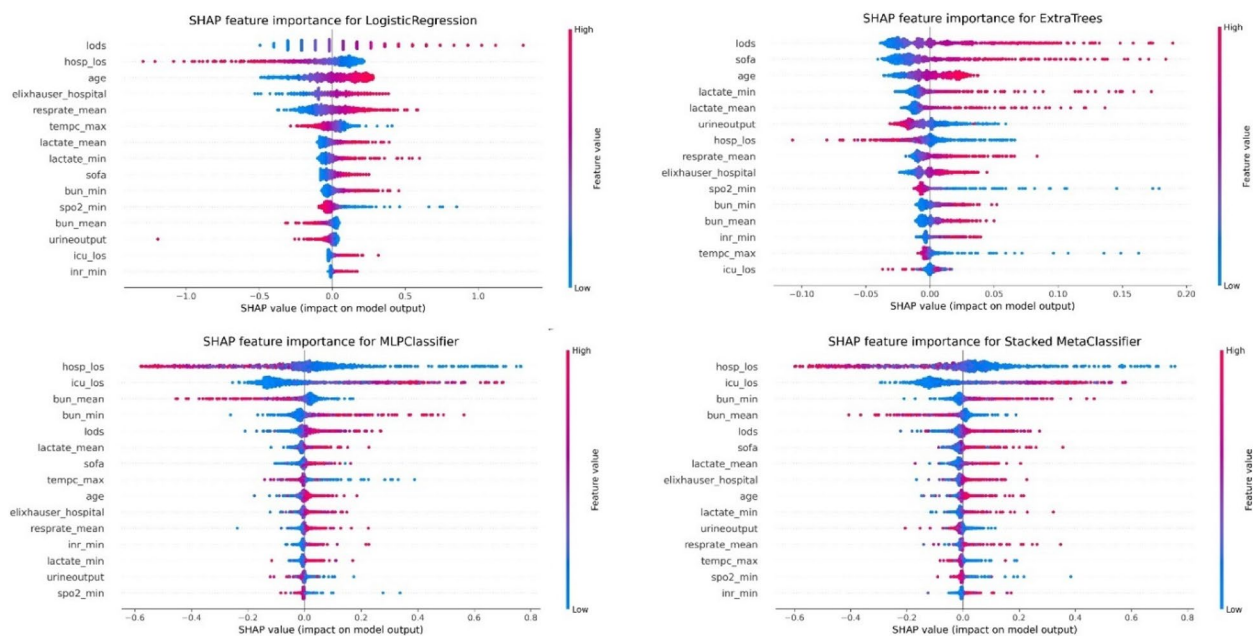 SHAP feature importance for LogisticRegression
High
lods
hosp_los
age
elixhauser_hospital
resprate_mean
tempc_max
lactate_mean
lactate_min
sofa
bun_min
spo2_min
bun_mean
urineoutput
icu_los
inr_min
Feature value
Low
−1.0 −0.5 0.0 0.5 1.0
SHAP value (impact on model output)
SHAP feature importance for ExtraTrees
High
lods
sofa
age
lactate_min
lactate_mean
urineoutput
hosp_los
resprate_mean
elixhauser_hospital
spo2_min
bun_min
bun_mean
inr_min
tempc_max
icu_los
Feature value
Low
−0.10 −0.05 0.00 0.05 0.10 0.15 0.20
SHAP value (impact on model output)
SHAP feature importance for MLPClassifier
High
hosp_los
icu_los
bun_mean
bun_min
lods
lactate_mean
sofa
tempc_max
age
elixhauser_hospital
resprate_mean
inr_min
lactate_min
urineoutput
spo2_min
Feature value
Low
−0.6 −0.4 −0.2 0.0 0.2 0.4 0.6 0.8
SHAP value (impact on model output)
SHAP feature importance for Stacked MetaClassifier
High
hosp_los
icu_los
bun_min
bun_mean
lods
sofa
lactate_mean
elixhauser_hospital
age
lactate_min
urineoutput
resprate_mean
tempc_max
spo2_min
inr_min
Feature value
Low
−0.6 −0.4 −0.2 0.0 0.2 0.4 0.6 0.8
SHAP value (impact on model output)